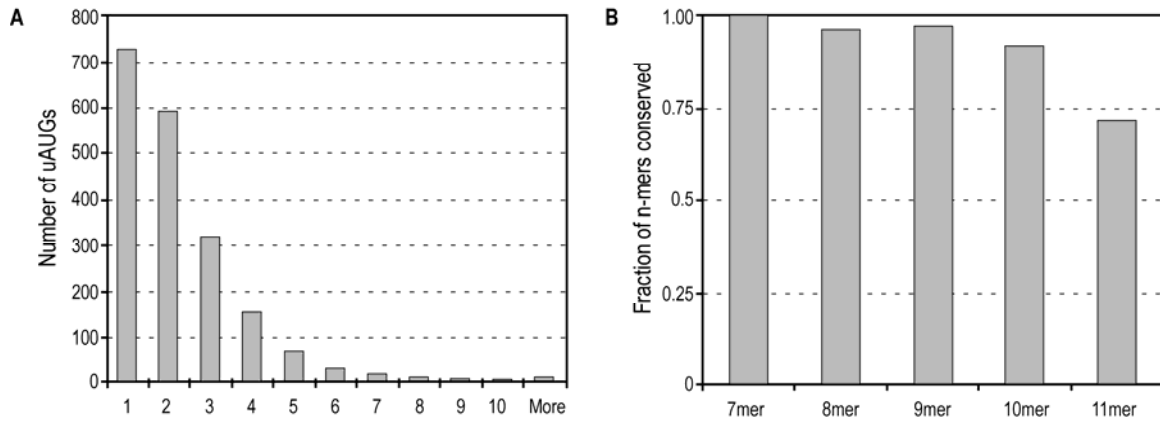 A
Number of uAUGs
800
700
600
500
400
300
200
100
0
1 2 3 4 5 6 7 8 9 10 More
B
Fraction of n-mers conserved
1.00
0.75
0.5
0.25
0
7mer 8mer 9mer 10mer 11mer